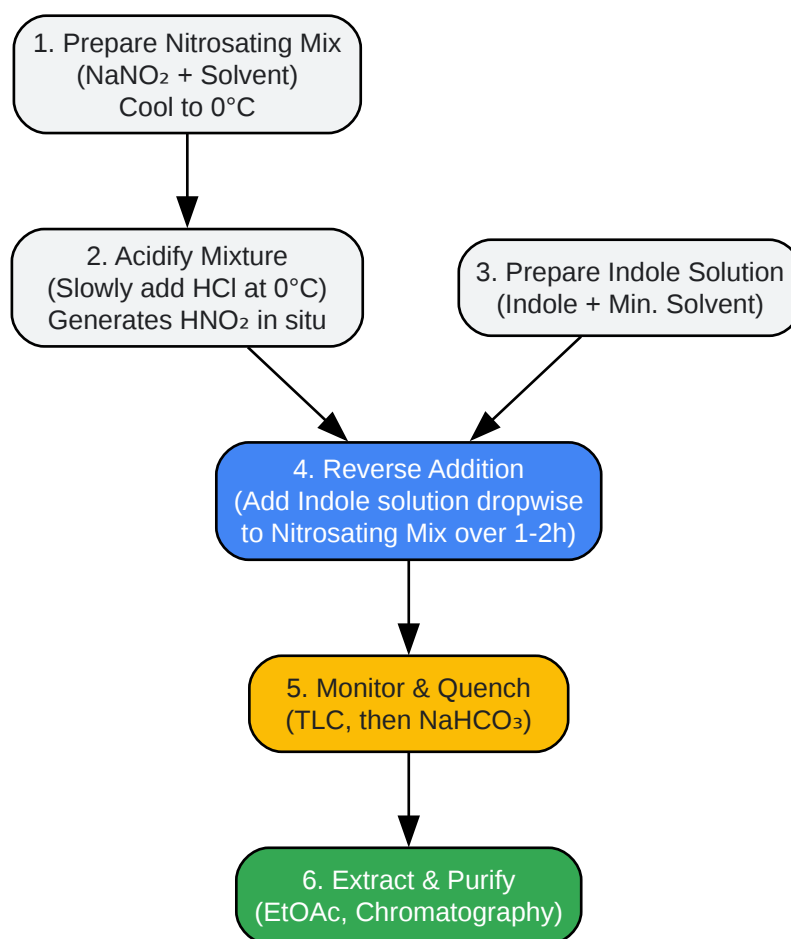 1. Prepare Nitrosating Mix
(NaNO₂ + Solvent)
Cool to 0°C
2. Acidify Mixture
(Slowly add HCl at 0°C)
Generates HNO₂ in situ
3. Prepare Indole Solution
(Indole + Min. Solvent)
4. Reverse Addition
(Add Indole solution dropwise
to Nitrosating Mix over 1-2h)
5. Monitor & Quench
(TLC, then NaHCO₃)
6. Extract & Purify
(EtOAc, Chromatography)